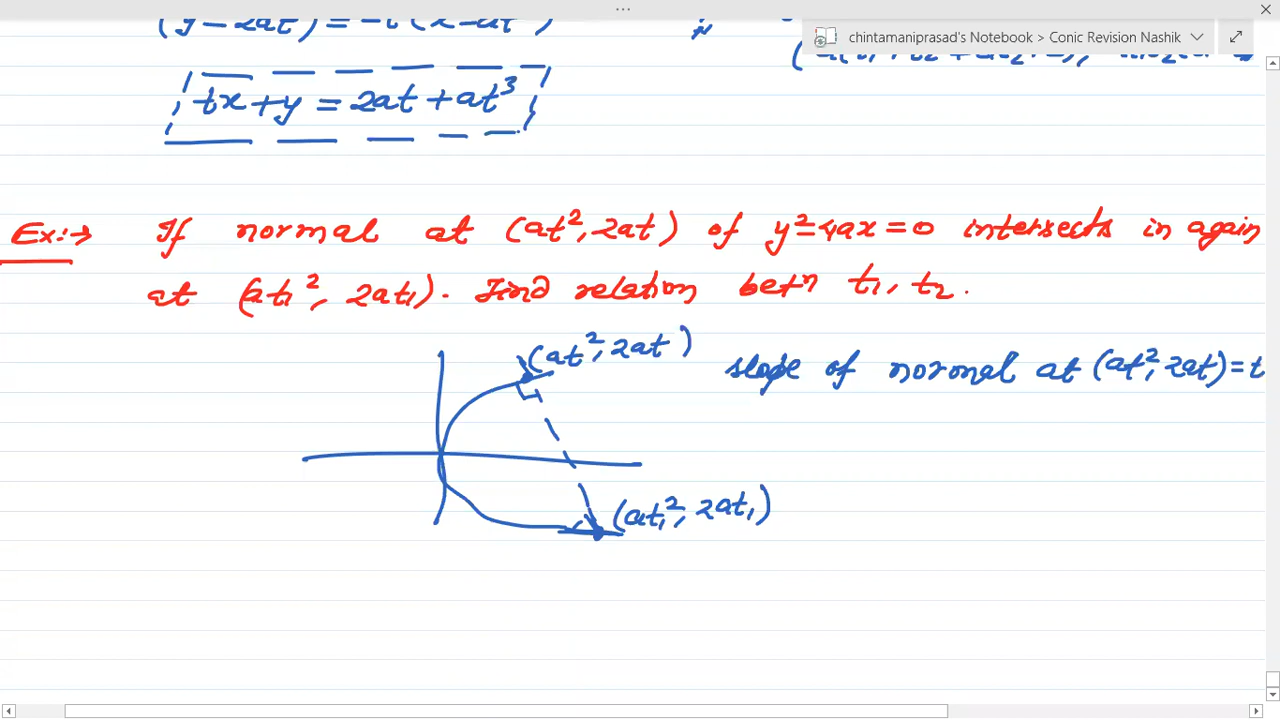 chintamaniprasad's Notebook > Conic Revision Nashik
tx + y = 2at + at³
Ex:→ If normal at (at², 2at) of y²=4ax=0 intersects in again
at (at₁², 2at₁). Find relation betⁿ t₁, t₂.
(at², 2at)
slope of normal at (at², 2at) = t
(at₁², 2at₁)